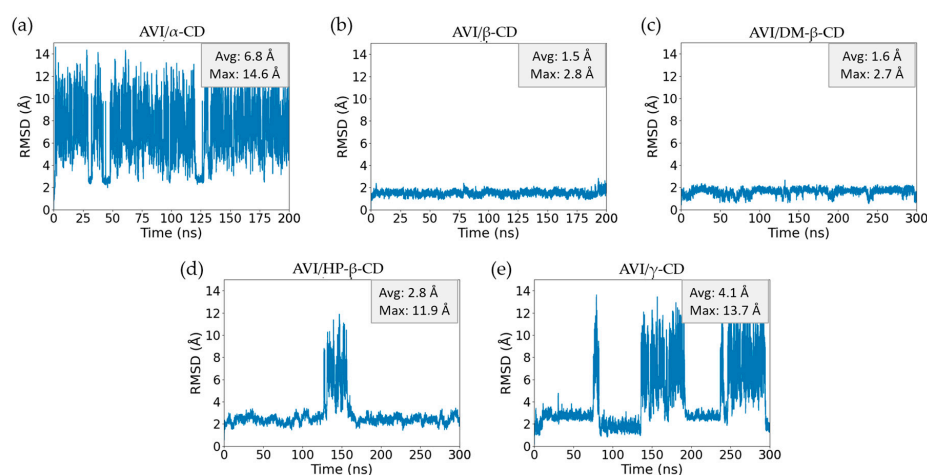 (a) AVI/α-CD
Avg: 6.8 Å
Max: 14.6 Å
RMSD (Å)
14
12
10
8
6
4
2
0
0 25 50 75 100 125 150 175 200
Time (ns)
(b) AVI/β-CD
Avg: 1.5 Å
Max: 2.8 Å
RMSD (Å)
14
12
10
8
6
4
2
0
0 25 50 75 100 125 150 175 200
Time (ns)
(c) AVI/DM-β-CD
Avg: 1.6 Å
Max: 2.7 Å
RMSD (Å)
14
12
10
8
6
4
2
0
0 50 100 150 200 250 300
Time (ns)
(d) AVI/HP-β-CD
Avg: 2.8 Å
Max: 11.9 Å
RMSD (Å)
14
12
10
8
6
4
2
0
0 50 100 150 200 250 300
Time (ns)
(e) AVI/γ-CD
Avg: 4.1 Å
Max: 13.7 Å
RMSD (Å)
14
12
10
8
6
4
2
0
0 50 100 150 200 250 300
Time (ns)